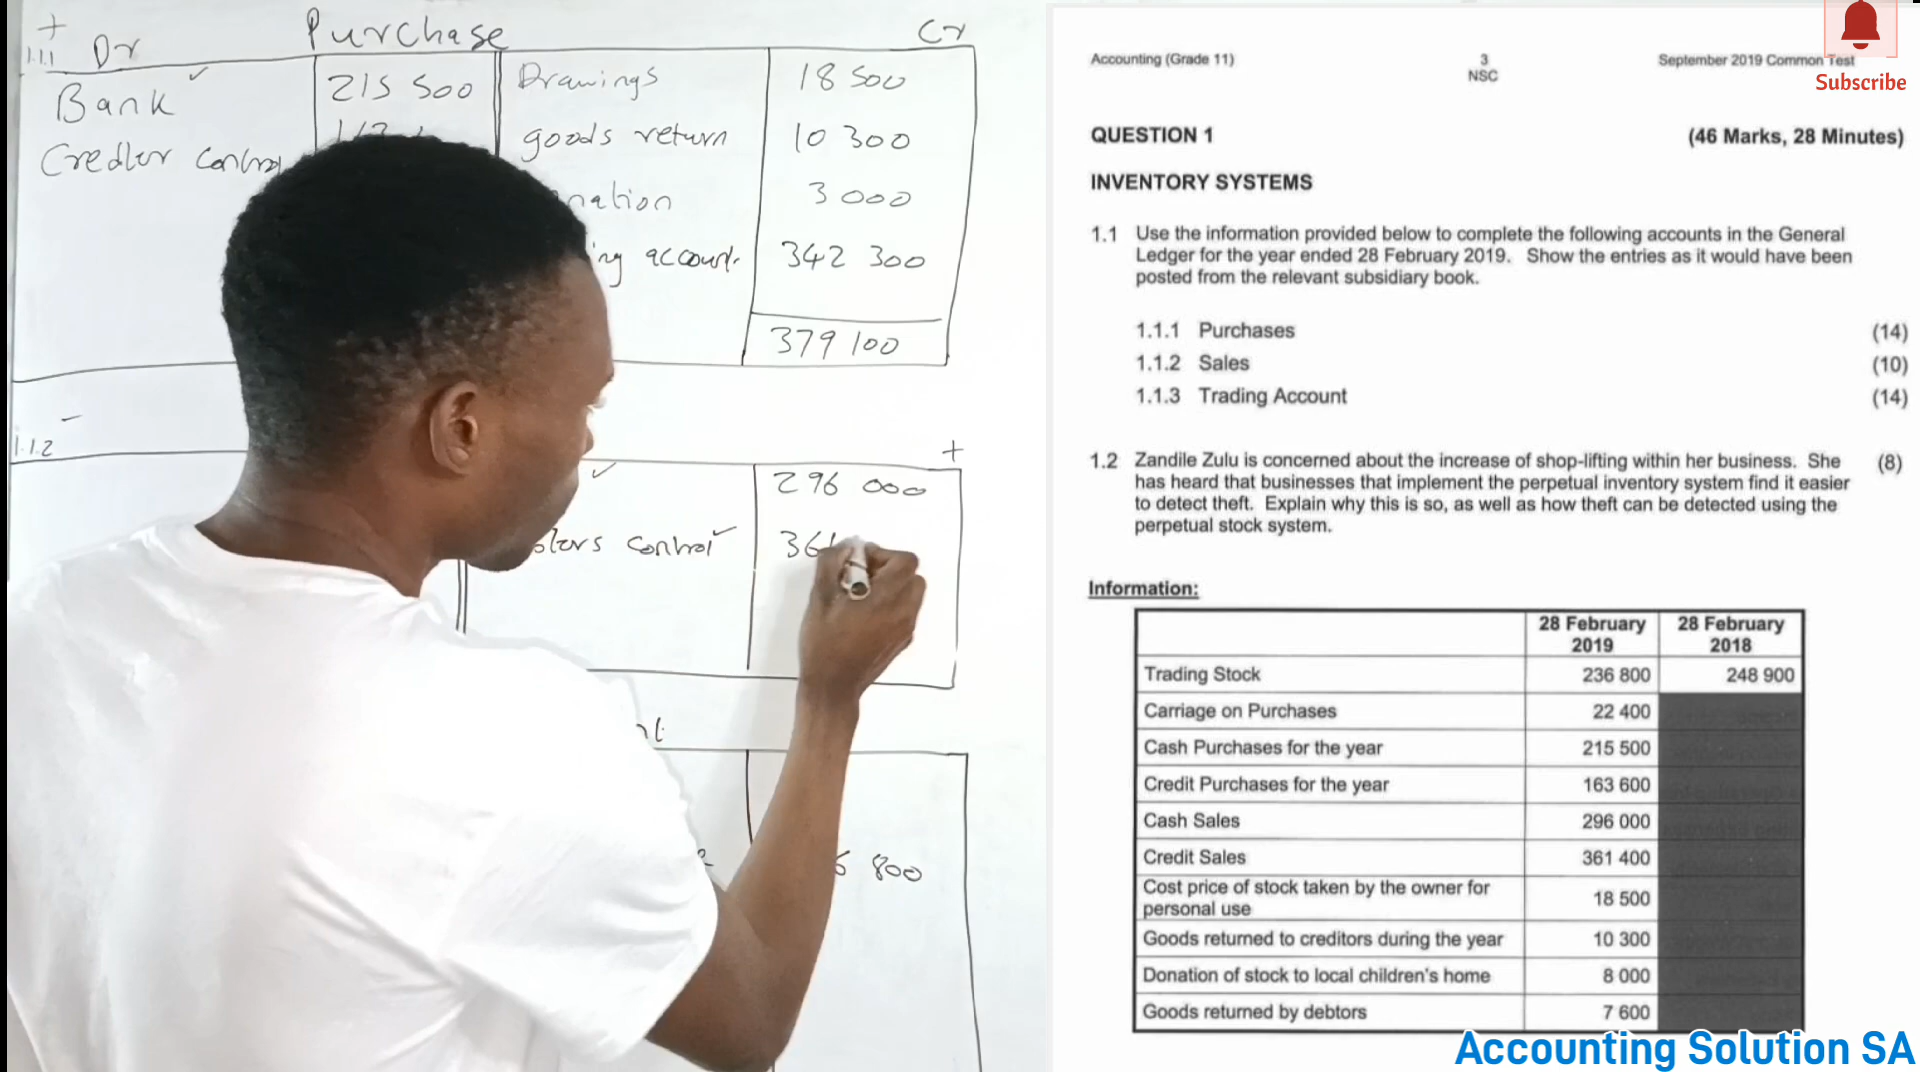 +
1.1.1 Dr Purchase Cr
Bank 215 500 Drawings 18 500
Credtor control goods return 10 300
3 000
account 342 300
379 100
-
1.1.2 +
296 000
control 36
800
Subscribe
Accounting (Grade 11) 3 September 2019 Common Test
NSC
QUESTION 1 (46 Marks, 28 Minutes)
INVENTORY SYSTEMS
1.1 Use the information provided below to complete the following accounts in the General
Ledger for the year ended 28 February 2019. Show the entries as it would have been
posted from the relevant subsidiary book.
1.1.1 Purchases (14)
1.1.2 Sales (10)
1.1.3 Trading Account (14)
1.2 Zandile Zulu is concerned about the increase of shop-lifting within her business. She (8)
has heard that businesses that implement the perpetual inventory system find it easier
to detect theft. Explain why this is so, as well as how theft can be detected using the
perpetual stock system.
Information:
28 February 28 February
2019 2018
Trading Stock 236 800 248 900
Carriage on Purchases 22 400
Cash Purchases for the year 215 500
Credit Purchases for the year 163 600
Cash Sales 296 000
Credit Sales 361 400
Cost price of stock taken by the owner for
personal use 18 500
Goods returned to creditors during the year 10 300
Donation of stock to local children's home 8 000
Goods returned by debtors 7 600
Accounting Solution SA